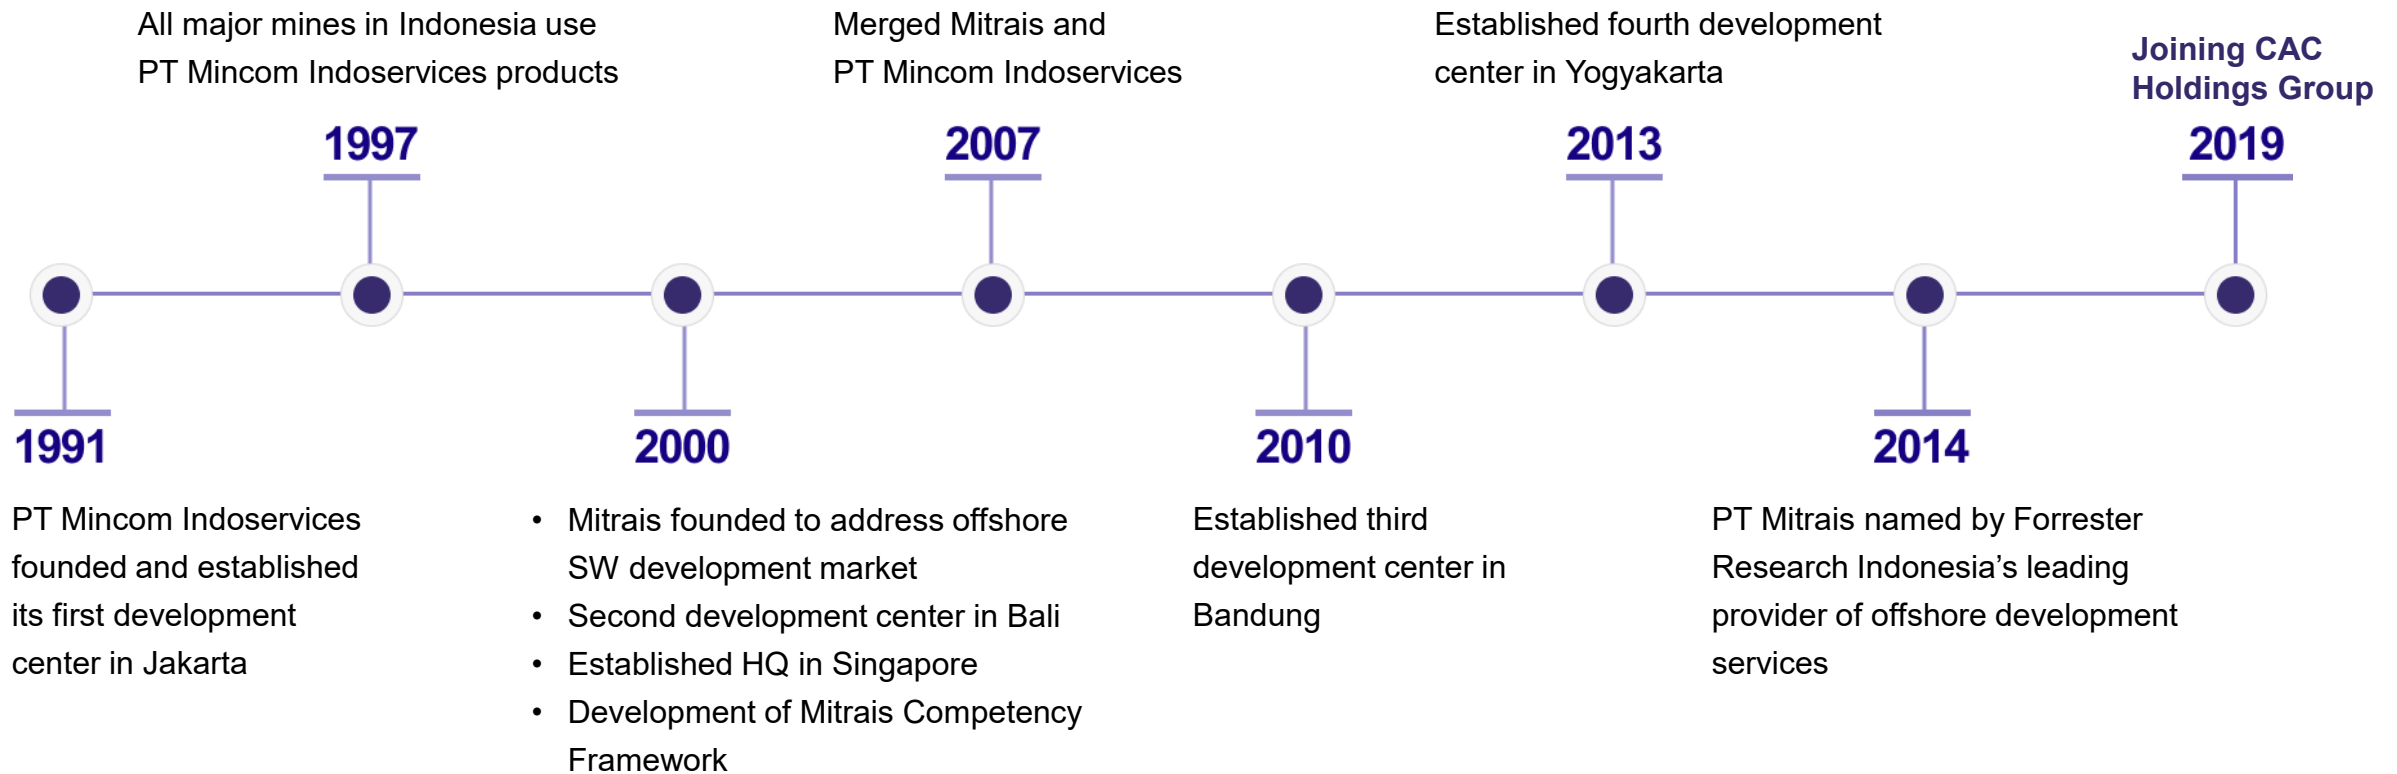 All major mines in Indonesia use
PT Mincom Indoservices products
1997
Merged Mitrais and
PT Mincom Indoservices
2007
Established fourth development
center in Yogyakarta
2013
Joining CAC
Holdings Group
2019
1991
PT Mincom Indoservices
founded and established
its first development
center in Jakarta
2000
• Mitrais founded to address offshore
SW development market
• Second development center in Bali
• Established HQ in Singapore
• Development of Mitrais Competency
Framework
2010
Established third
development center in
Bandung
2014
PT Mitrais named by Forrester
Research Indonesia’s leading
provider of offshore development
services